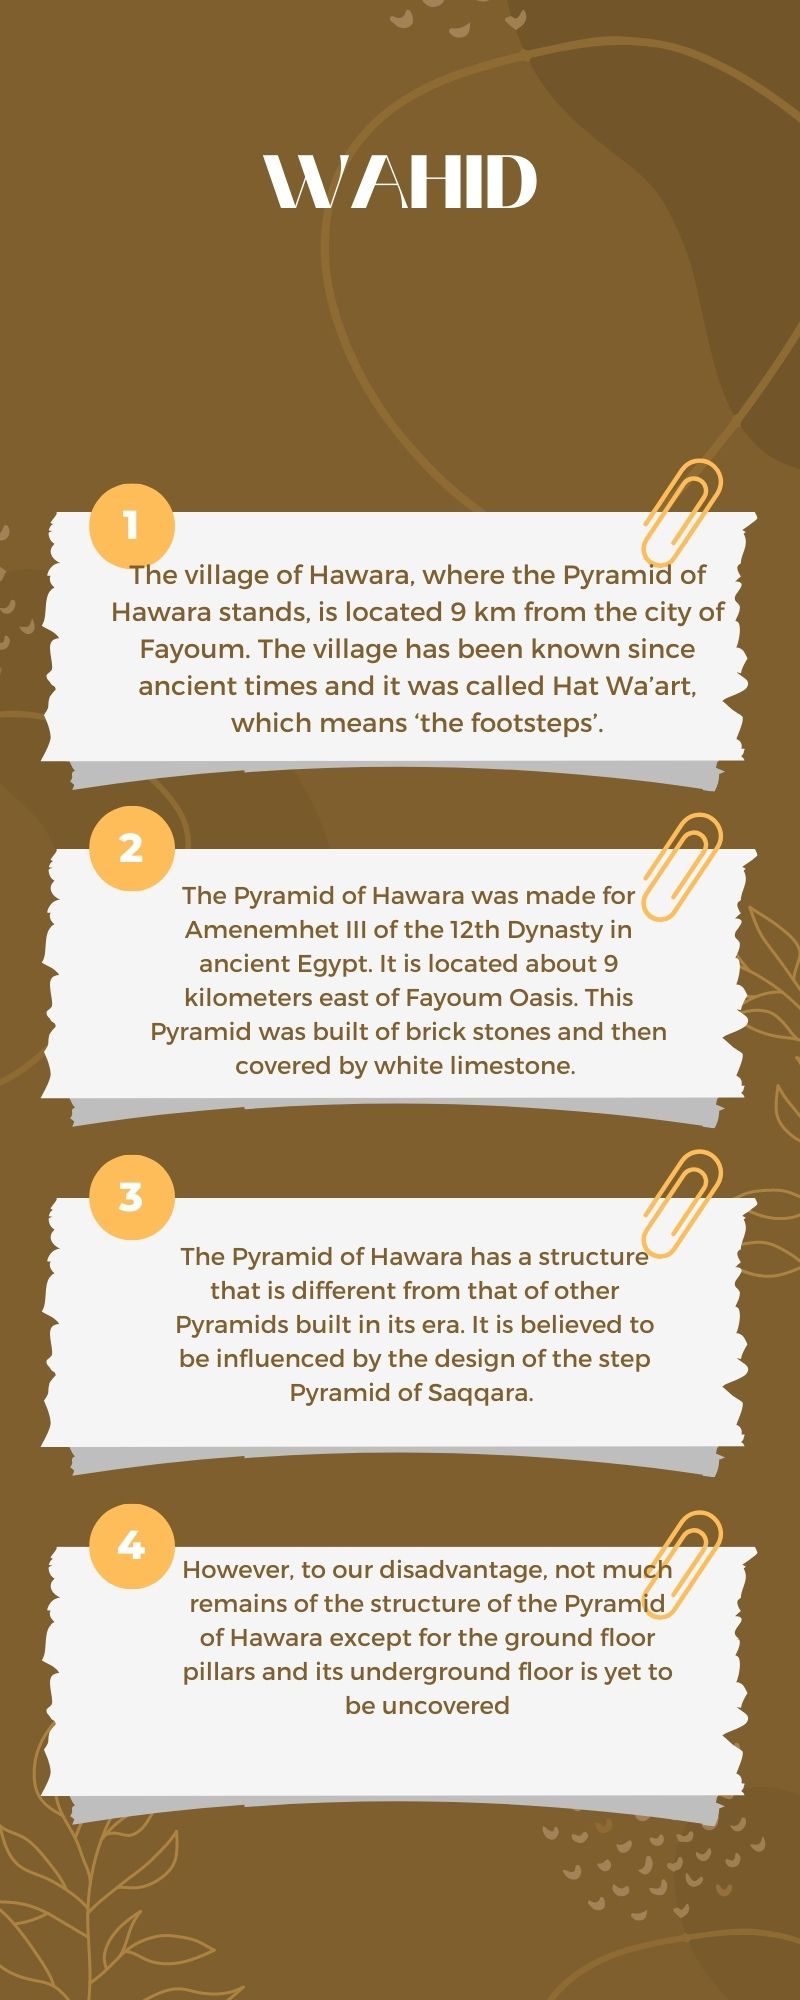 WAHID
1
The village of Hawara, where the Pyramid of
Hawara stands, is located 9 km from the city of
Fayoum. The village has been known since
ancient times and it was called Hat Wa’art,
which means ‘the footsteps’.
2
The Pyramid of Hawara was made for
Amenemhet III of the 12th Dynasty in
ancient Egypt. It is located about 9
kilometers east of Fayoum Oasis. This
Pyramid was built of brick stones and then
covered by white limestone.
3
The Pyramid of Hawara has a structure
that is different from that of other
Pyramids built in its era. It is believed to
be influenced by the design of the step
Pyramid of Saqqara.
4
However, to our disadvantage, not much
remains of the structure of the Pyramid
of Hawara except for the ground floor
pillars and its underground floor is yet to
be uncovered